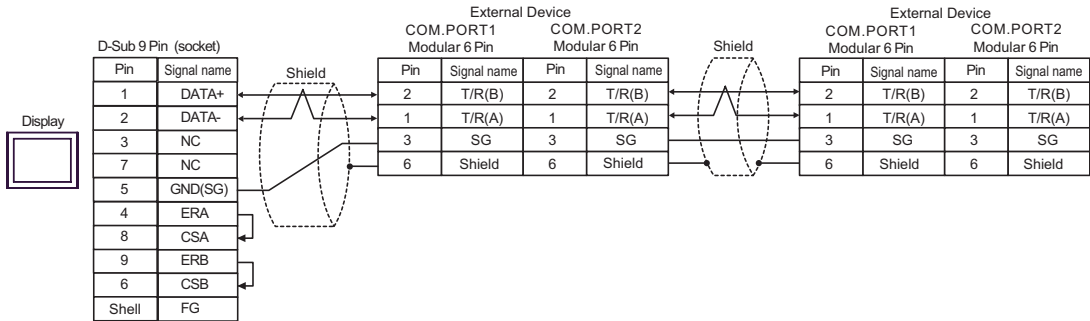 External Device
External Device
COM.PORT1 COM.PORT2
COM.PORT1 COM.PORT2
D-Sub 9 Pin (socket)
Modular 6 Pin Modular 6 Pin
Shield
Modular 6 Pin Modular 6 Pin
Pin Signal name
Shield
Pin Signal name Pin Signal name
Pin Signal name Pin Signal name
1 DATA+
2 T/R(B) 2 T/R(B)
2 T/R(B) 2 T/R(B)
Display
2 DATA-
1 T/R(A) 1 T/R(A)
1 T/R(A) 1 T/R(A)
3 NC
3 SG 3 SG
3 SG 3 SG
7 NC
6 Shield 6 Shield
6 Shield 6 Shield
5 GND(SG)
4 ERA
8 CSA
9 ERB
6 CSB
Shell FG